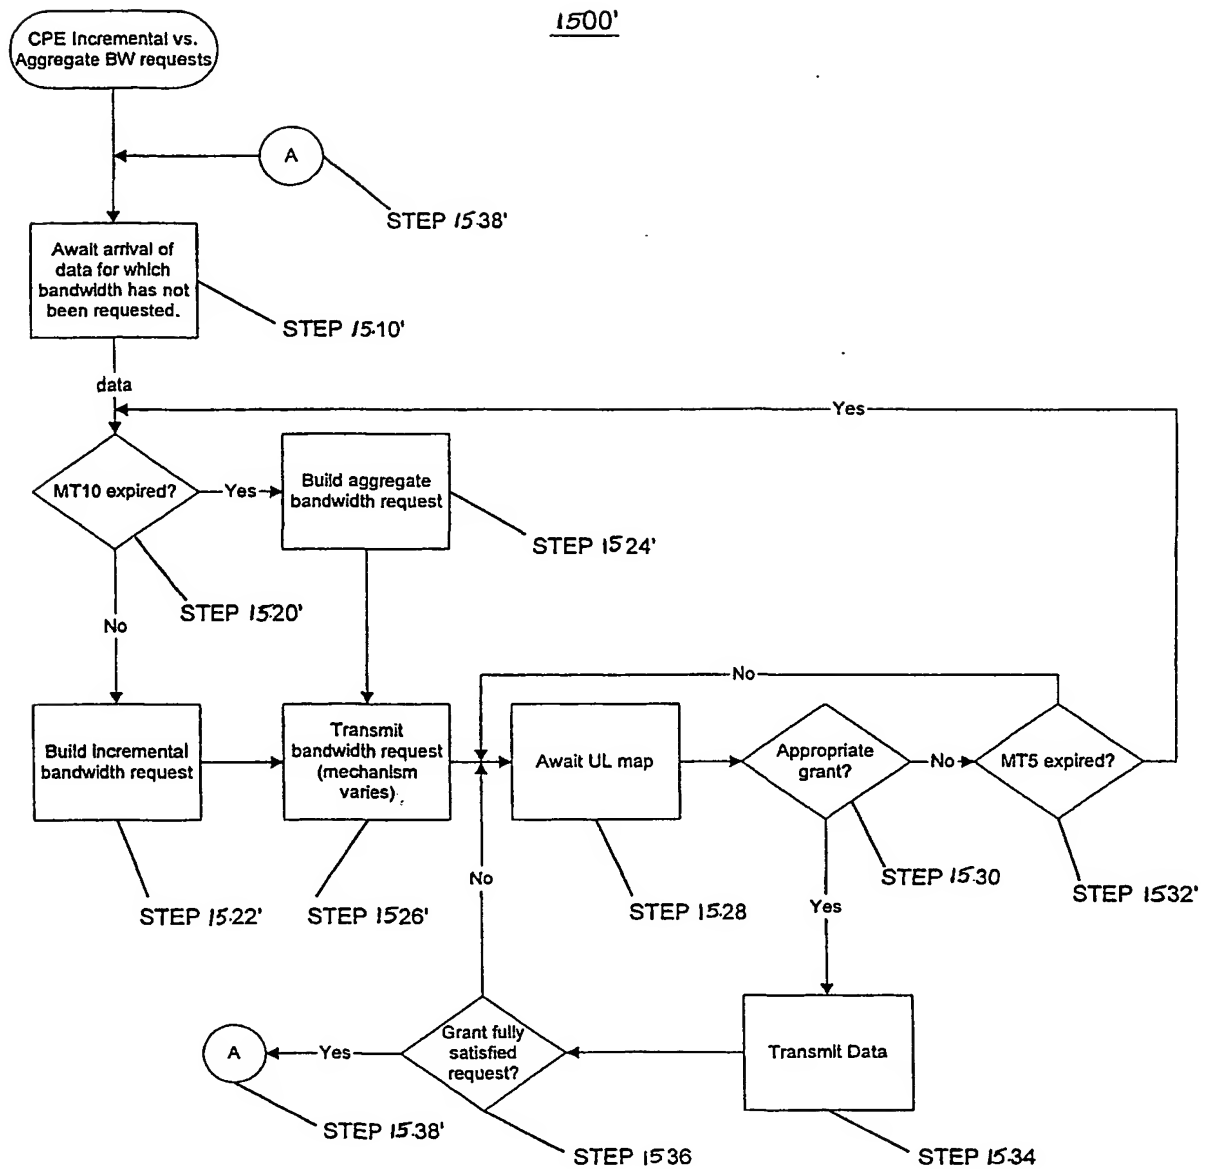 1500'
CPE Incremental vs.
Aggregate BW requests
A
STEP 1538'
Await arrival of
data for which
bandwidth has not
been requested.
STEP 1510'
data
Yes
MT10 expired?
Yes
Build aggregate
bandwidth request
STEP 1524'
STEP 1520'
No
No
Build incremental
bandwidth request
Transmit
bandwidth request
(mechanism
varies)
Await UL map
Appropriate
grant?
No
MT5 expired?
STEP 1522'
STEP 1526'
No
STEP 1528
STEP 1530
Yes
STEP 1532'
A
Yes
Grant fully
satisfied
request?
Transmit Data
STEP 1538'
STEP 1536
STEP 1534